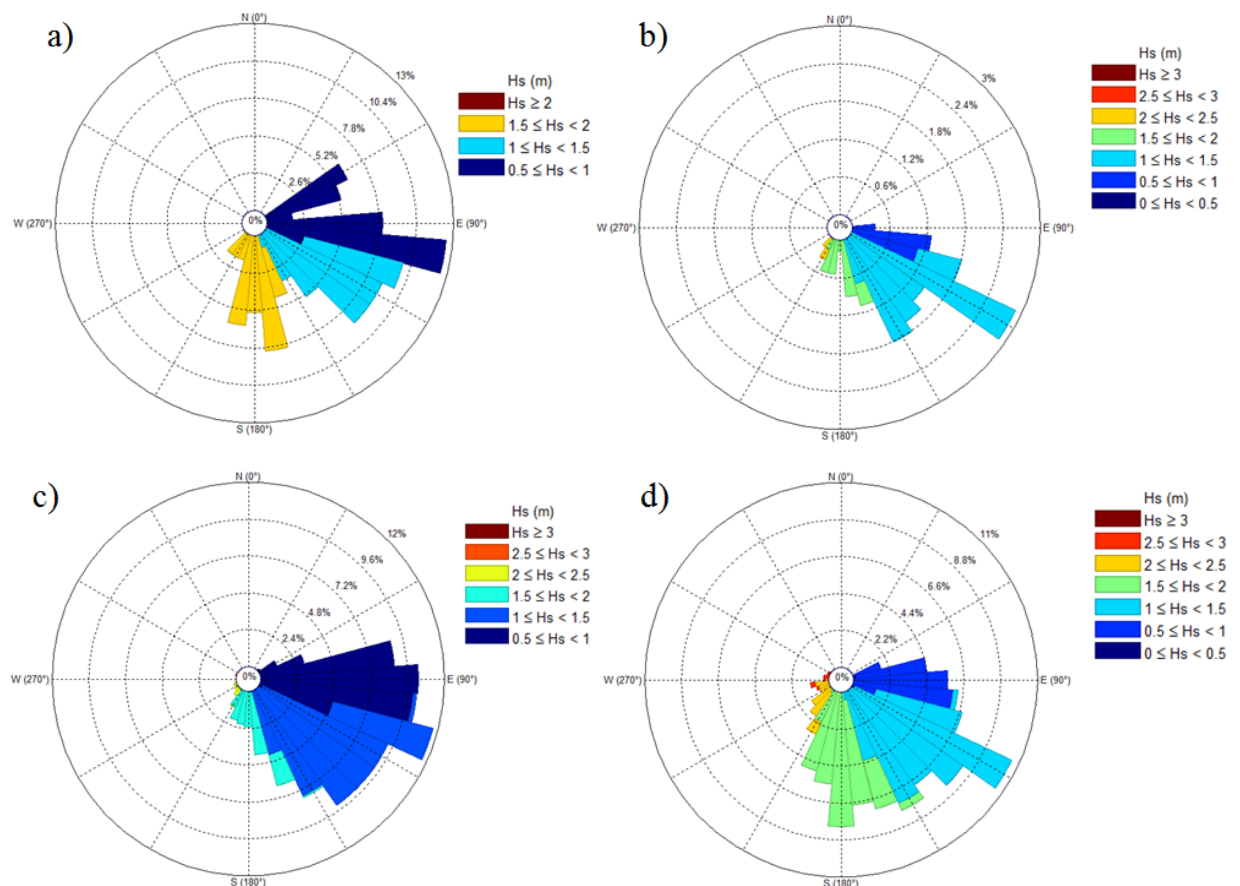 a)
N (0°)
13%
10.4%
7.8%
5.2%
2.6%
0%
W (270°)
E (90°)
S (180°)
Hs (m)
Hs ≥ 2
1.5 ≤ Hs < 2
1 ≤ Hs < 1.5
0.5 ≤ Hs < 1
b)
N (0°)
3%
2.4%
1.8%
1.2%
0.6%
0%
W (270°)
E (90°)
S (180°)
Hs (m)
Hs ≥ 3
2.5 ≤ Hs < 3
2 ≤ Hs < 2.5
1.5 ≤ Hs < 2
1 ≤ Hs < 1.5
0.5 ≤ Hs < 1
0 ≤ Hs < 0.5
c)
N (0°)
12%
9.6%
7.2%
4.8%
2.4%
0%
W (270°)
E (90°)
S (180°)
Hs (m)
Hs ≥ 3
2.5 ≤ Hs < 3
2 ≤ Hs < 2.5
1.5 ≤ Hs < 2
1 ≤ Hs < 1.5
0.5 ≤ Hs < 1
d)
N (0°)
11%
8.8%
6.6%
4.4%
2.2%
0%
W (270°)
E (90°)
S (180°)
Hs (m)
Hs ≥ 3
2.5 ≤ Hs < 3
2 ≤ Hs < 2.5
1.5 ≤ Hs < 2
1 ≤ Hs < 1.5
0.5 ≤ Hs < 1
0 ≤ Hs < 0.5